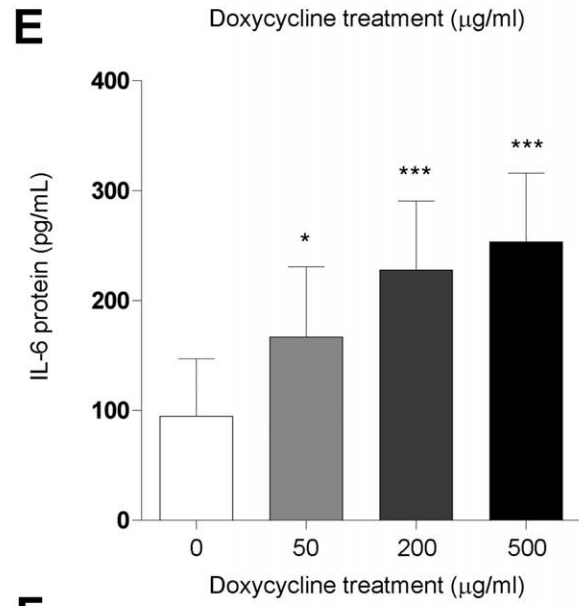 E
Doxycycline treatment (μg/ml)
400
300
200
100
0
IL-6 protein (pg/mL)
*
***
***
0 50 200 500
Doxycycline treatment (μg/ml)